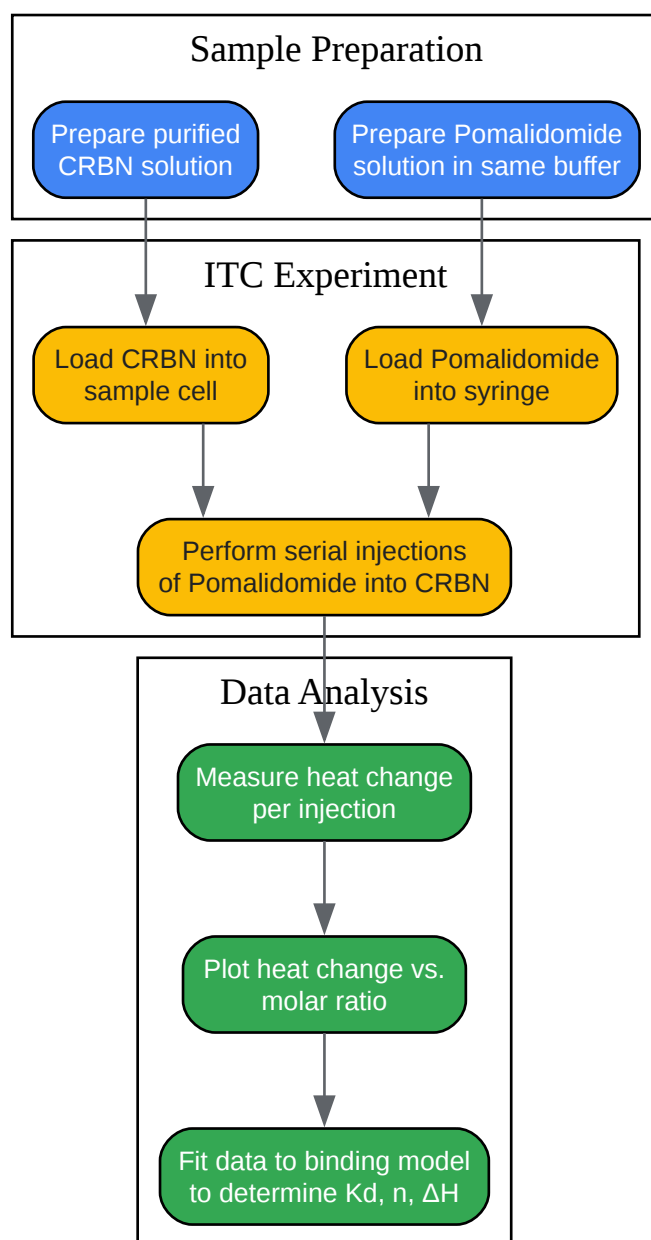 Sample Preparation
Prepare purified
CRBN solution
Prepare Pomalidomide
solution in same buffer
ITC Experiment
Load CRBN into
sample cell
Load Pomalidomide
into syringe
Perform serial injections
of Pomalidomide into CRBN
Data Analysis
Measure heat change
per injection
Plot heat change vs.
molar ratio
Fit data to binding model
to determine Kd, n, ΔH